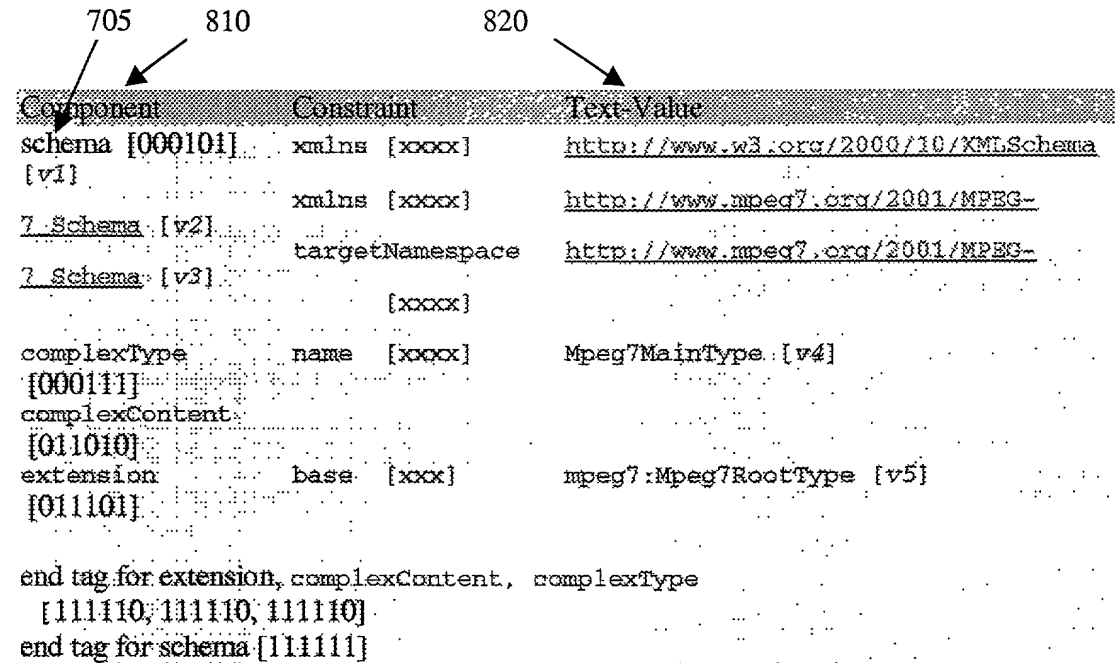 705 810 820
Component Constraint Text-Value
schema [000101] xmlns [xxxx] http://www.w3.org/2000/10/XMLSchema
[v1]
xmlns [xxxx] http://www.mpeg7.org/2001/MPEG-
7_Schema [v2]
targetNamespace http://www.mpeg7.org/2001/MPEG-
7_Schema [v3]
[xxxx]
complexType name [xxxx] Mpeg7MainType [v4]
[000111]
complexContent
[011010]
extension base [xxx] mpeg7:Mpeg7RootType [v5]
[011101]
end tag for extension, complexContent, complexType
[111110, 111110, 111110]
end tag for schema [111111]